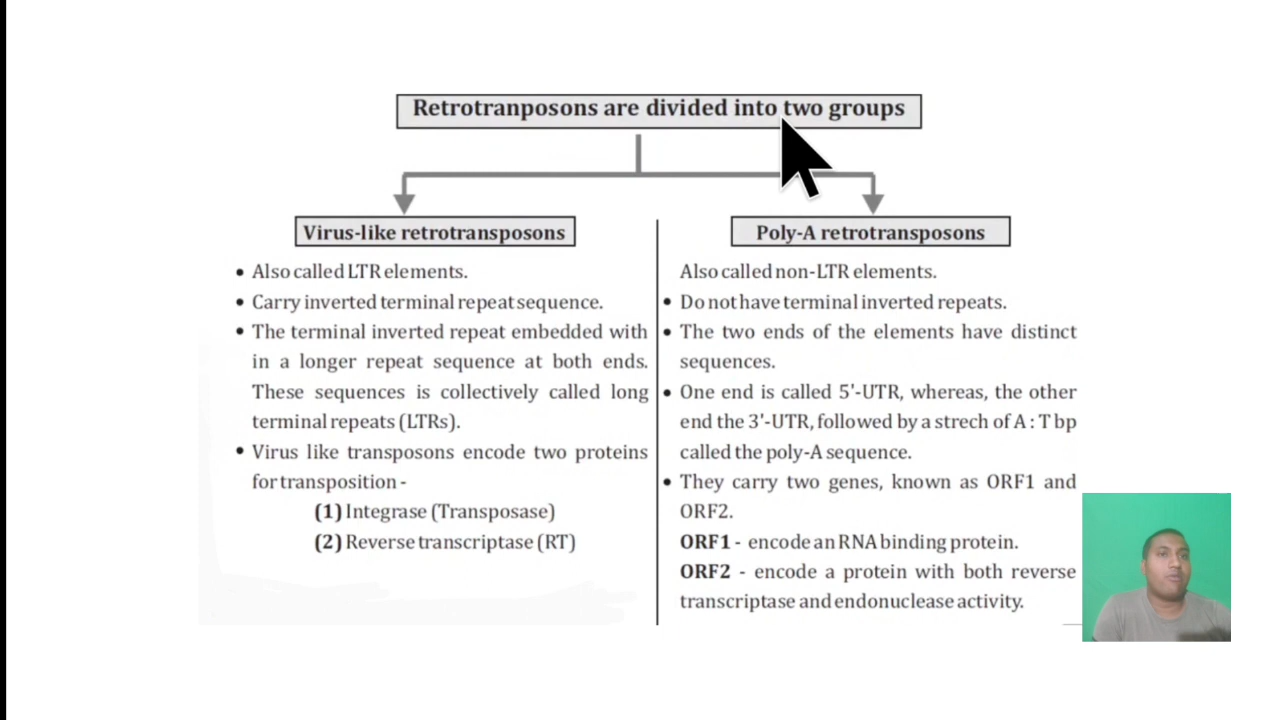 Retrotranposons are divided into two groups
Virus-like retrotransposons
• Also called LTR elements.
• Carry inverted terminal repeat sequence.
• The terminal inverted repeat embedded with
in a longer repeat sequence at both ends.
These sequences is collectively called long
terminal repeats (LTRs).
• Virus like transposons encode two proteins
for transposition -
(1) Integrase (Transposase)
(2) Reverse transcriptase (RT)
Poly-A retrotransposons
Also called non-LTR elements.
• Do not have terminal inverted repeats.
• The two ends of the elements have distinct
sequences.
• One end is called 5'-UTR, whereas, the other
end the 3'-UTR, followed by a strech of A : T bp
called the poly-A sequence.
• They carry two genes, known as ORF1 and
ORF2.
ORF1 - encode an RNA binding protein.
ORF2 - encode a protein with both reverse
transcriptase and endonuclease activity.